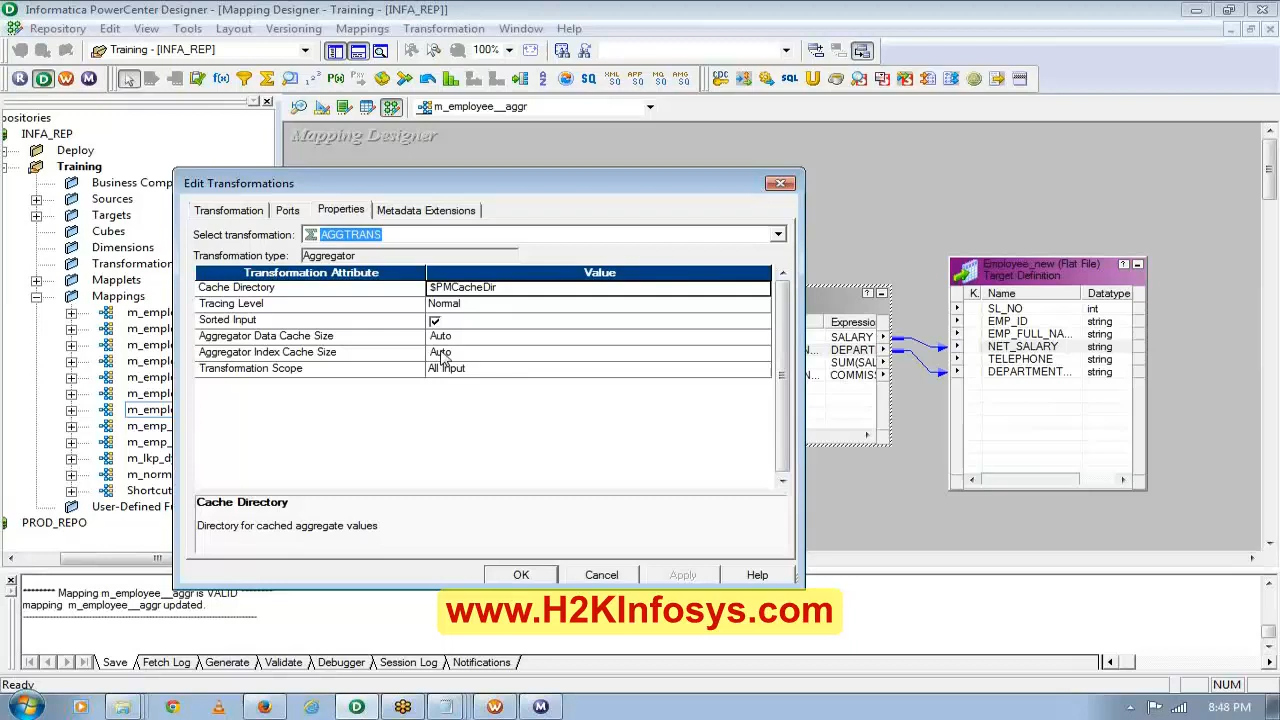 Informatica PowerCenter Designer - Mapping Designer - Training - [INFA_REP]]
Repository Edit View Tools Layout Versioning Mappings Transformation Window Help
Training - [INFA_REP] 100%
m_employee__aggr
ositories
INFA_REP
Deploy
Training
Business Comp
Sources
Targets
Cubes
Dimensions
Transformation
Mapplets
Mappings
m_empl
m_empl
m_empl
m_empl
m_empl
m_empl
m_empl
m_emp_
m_emp_
m_lkp_d
m_norm
Shortcut
User-Defined F
PROD_REPO
Mapping Designer
Edit Transformations
Transformation Ports Properties Metadata Extensions
Select transformation: AGGTRANS
Transformation type: Aggregator
Transformation Attribute Value
Cache Directory $PMCacheDir
Tracing Level Normal
Sorted Input
Aggregator Data Cache Size Auto
Aggregator Index Cache Size Auto
Transformation Scope All Input
Cache Directory
Directory for cached aggregate values
OK Cancel Apply Help
Expressio
SALARY
DEPART
SUM(SAL
COMMISS
Employee_new (Flat File)
Target Definition
K. Name Datatype
SL_NO int
EMP_ID string
EMP_FULL_NA... string
NET_SALARY string
TELEPHONE string
DEPARTMENT... string
-------- Mapping m_employee__aggr is VALID
mapping m_employee__aggr updated.
www.H2KInfosys.com
Save Fetch Log Generate Validate Debugger Session Log Notifications
Ready NUM
8:48 PM